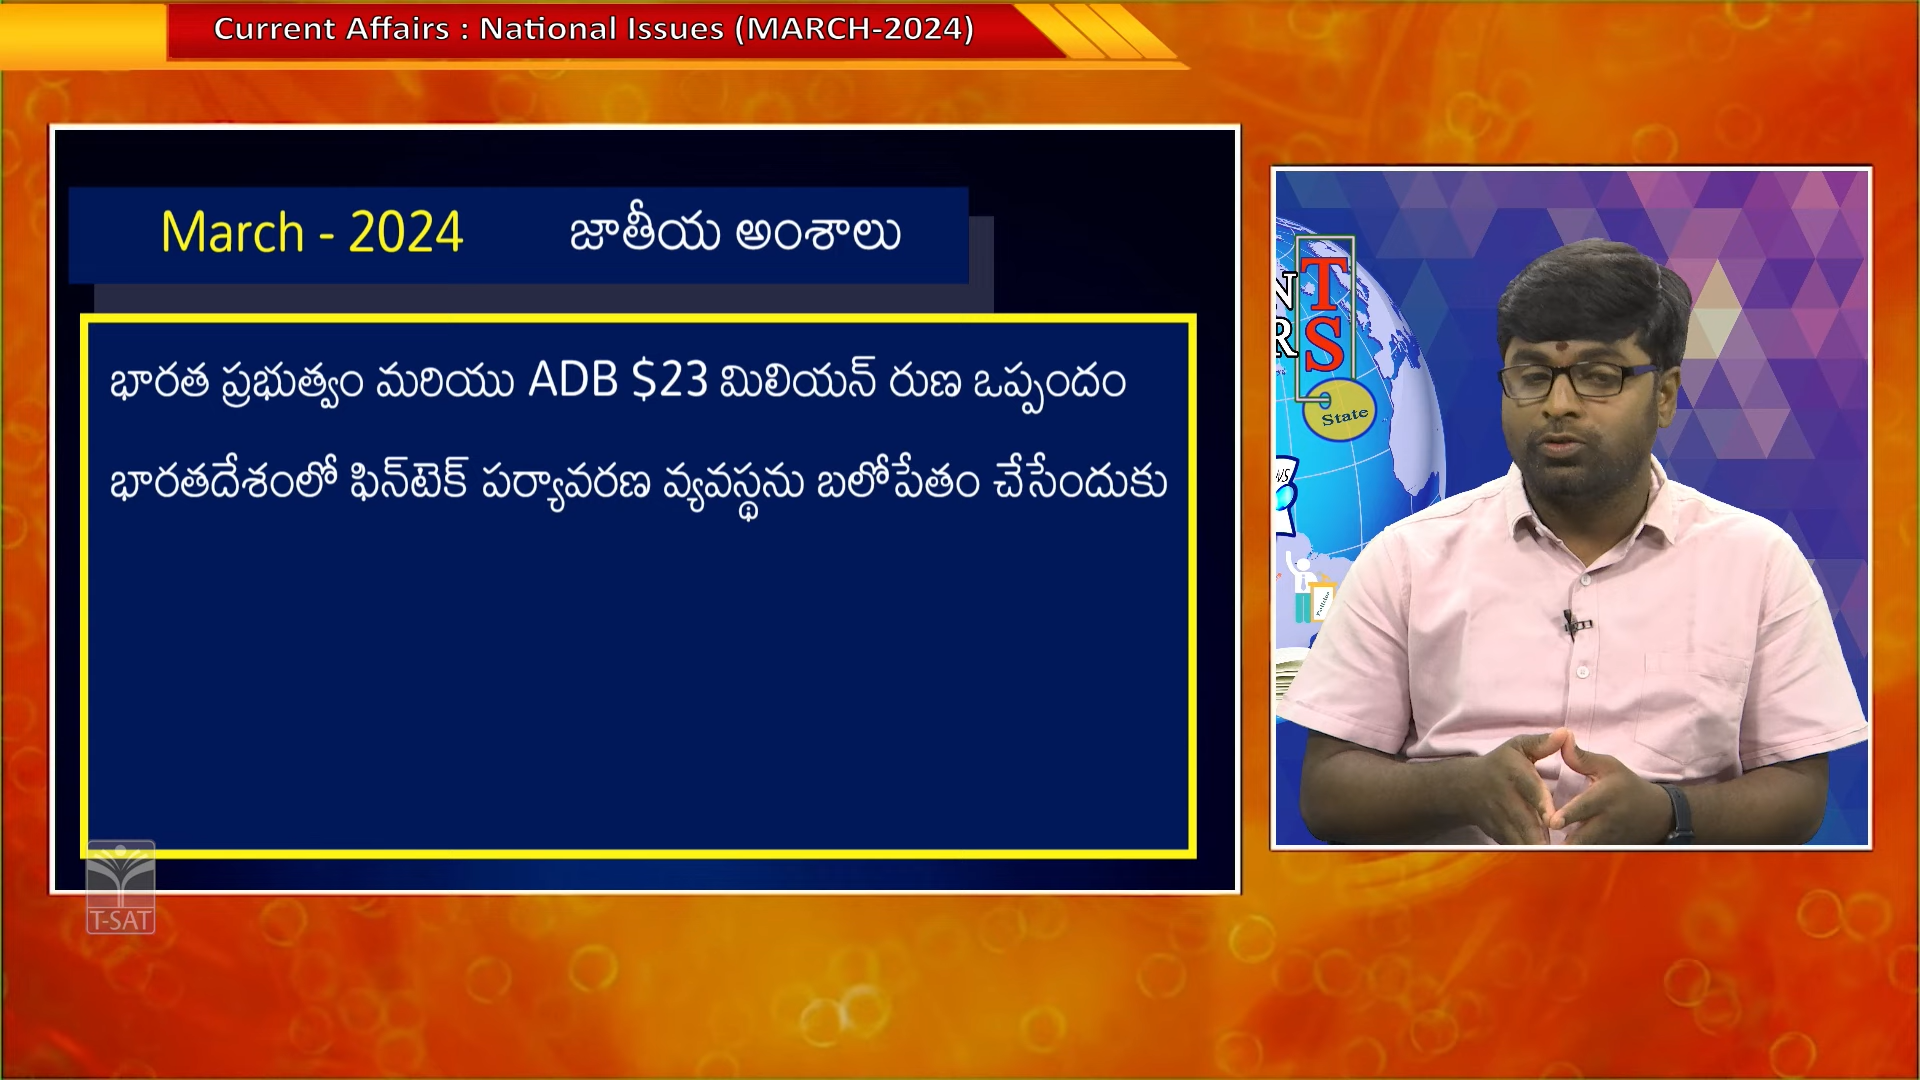 Current Affairs : National Issues (MARCH-2024)
March - 2024 జాతీయ అంశాలు
భారత ప్రభుత్వం మరియు ADB $23 మిలియన్ రుణ ఒప్పందం
భారతదేశంలో ఫిన్‌టెక్ పర్యావరణ వ్యవస్థను బలోపేతం చేసేందుకు
N
R
TS
State
T-SAT